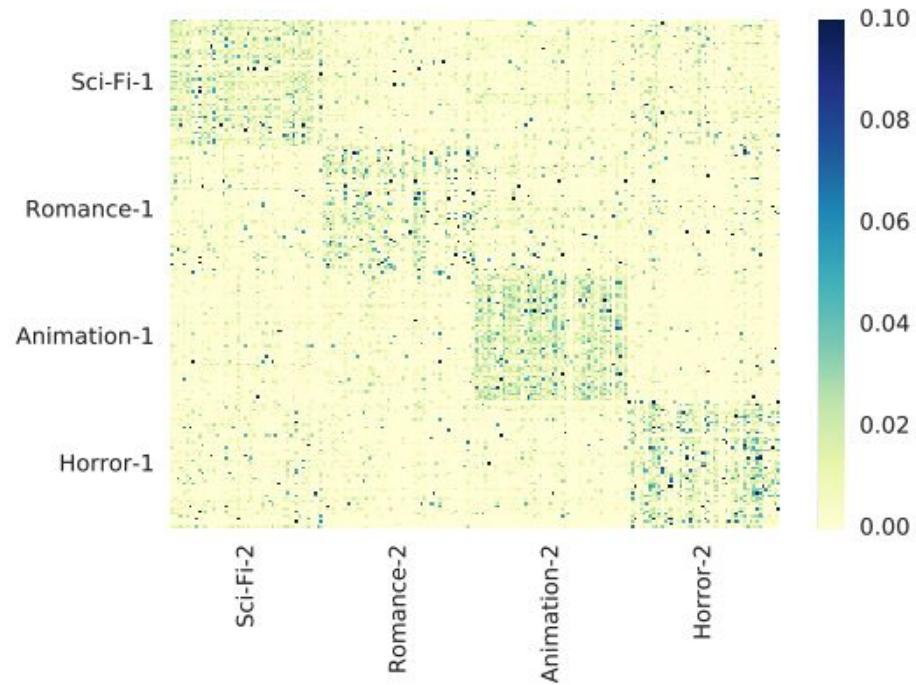 Sci-Fi-1
Romance-1
Animation-1
Horror-1
Sci-Fi-2
Romance-2
Animation-2
Horror-2
0.10
0.08
0.06
0.04
0.02
0.00